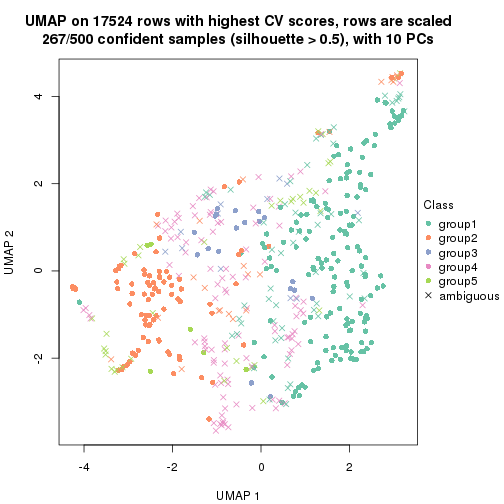 UMAP on 17524 rows with highest CV scores, rows are scaled
267/500 confident samples (silhouette > 0.5), with 10 PCs
4
2
0
-2
UMAP 2
-4
-2
0
2
UMAP 1
Class
group1
group2
group3
group4
group5
ambiguous